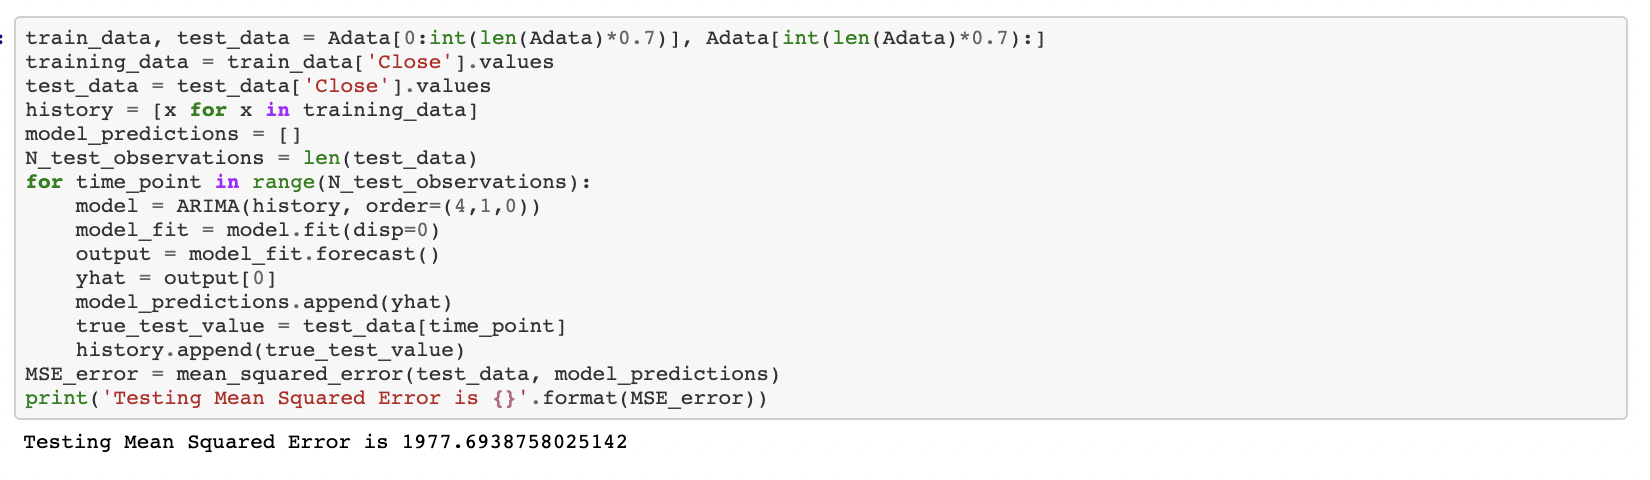 train_data, test_data = Adata[0:int(len(Adata)*0.7)], Adata[int(len(Adata)*0.7):]
training_data = train_data['Close'].values
test_data = test_data['Close'].values
history = [x for x in training_data]
model_predictions = []
N_test_observations = len(test_data)
for time_point in range(N_test_observations):
    model = ARIMA(history, order=(4,1,0))
    model_fit = model.fit(disp=0)
    output = model_fit.forecast()
    yhat = output[0]
    model_predictions.append(yhat)
    true_test_value = test_data[time_point]
    history.append(true_test_value)
MSE_error = mean_squared_error(test_data, model_predictions)
print('Testing Mean Squared Error is {}'.format(MSE_error))
Testing Mean Squared Error is 1977.6938758025142